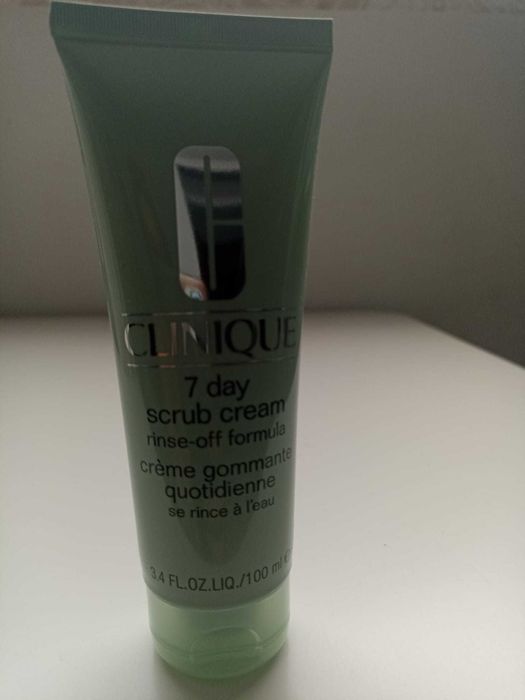 CLINIQUE
7 day
scrub cream
rinse-off formula
crème gommante
quotidienne
se rince à l'eau
3.4 FL.OZ.LIQ./100 ml